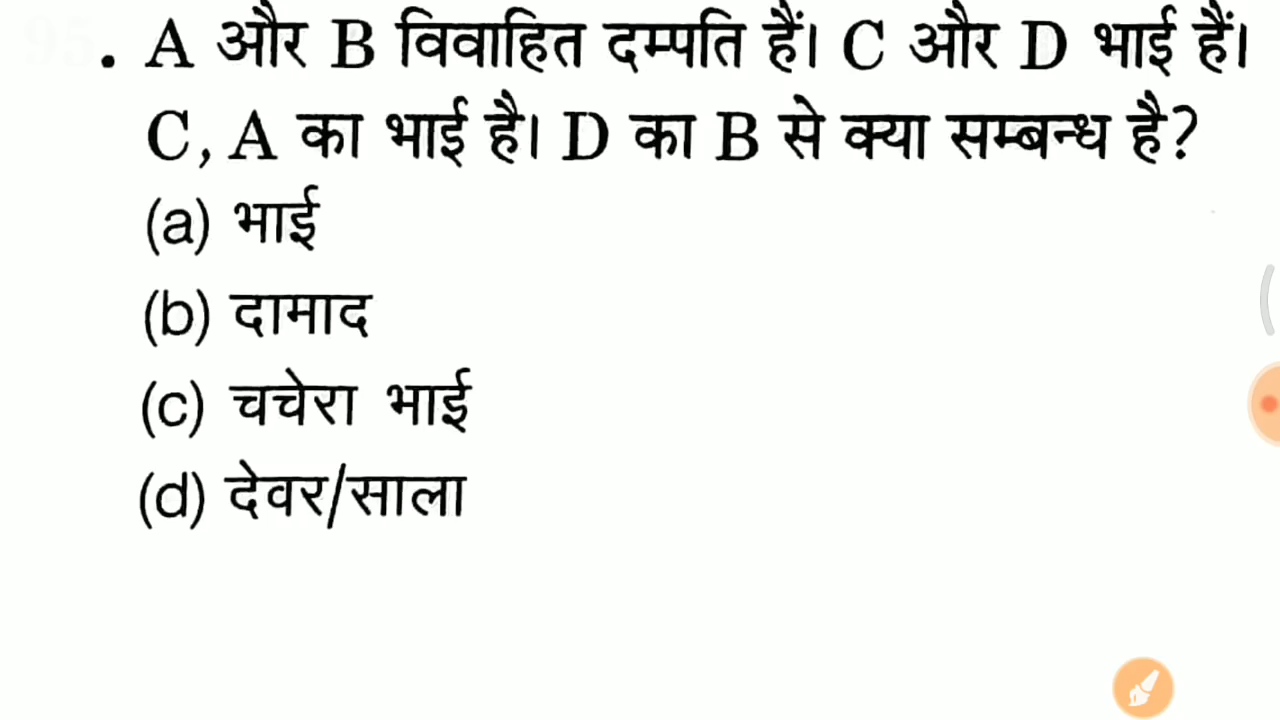 . A और B विवाहित दम्पति हैं। C और D भाई हैं।
C, A का भाई है। D का B से क्या सम्बन्ध है?
(a) भाई
(b) दामाद
(c) चचेरा भाई
(d) देवर/साला